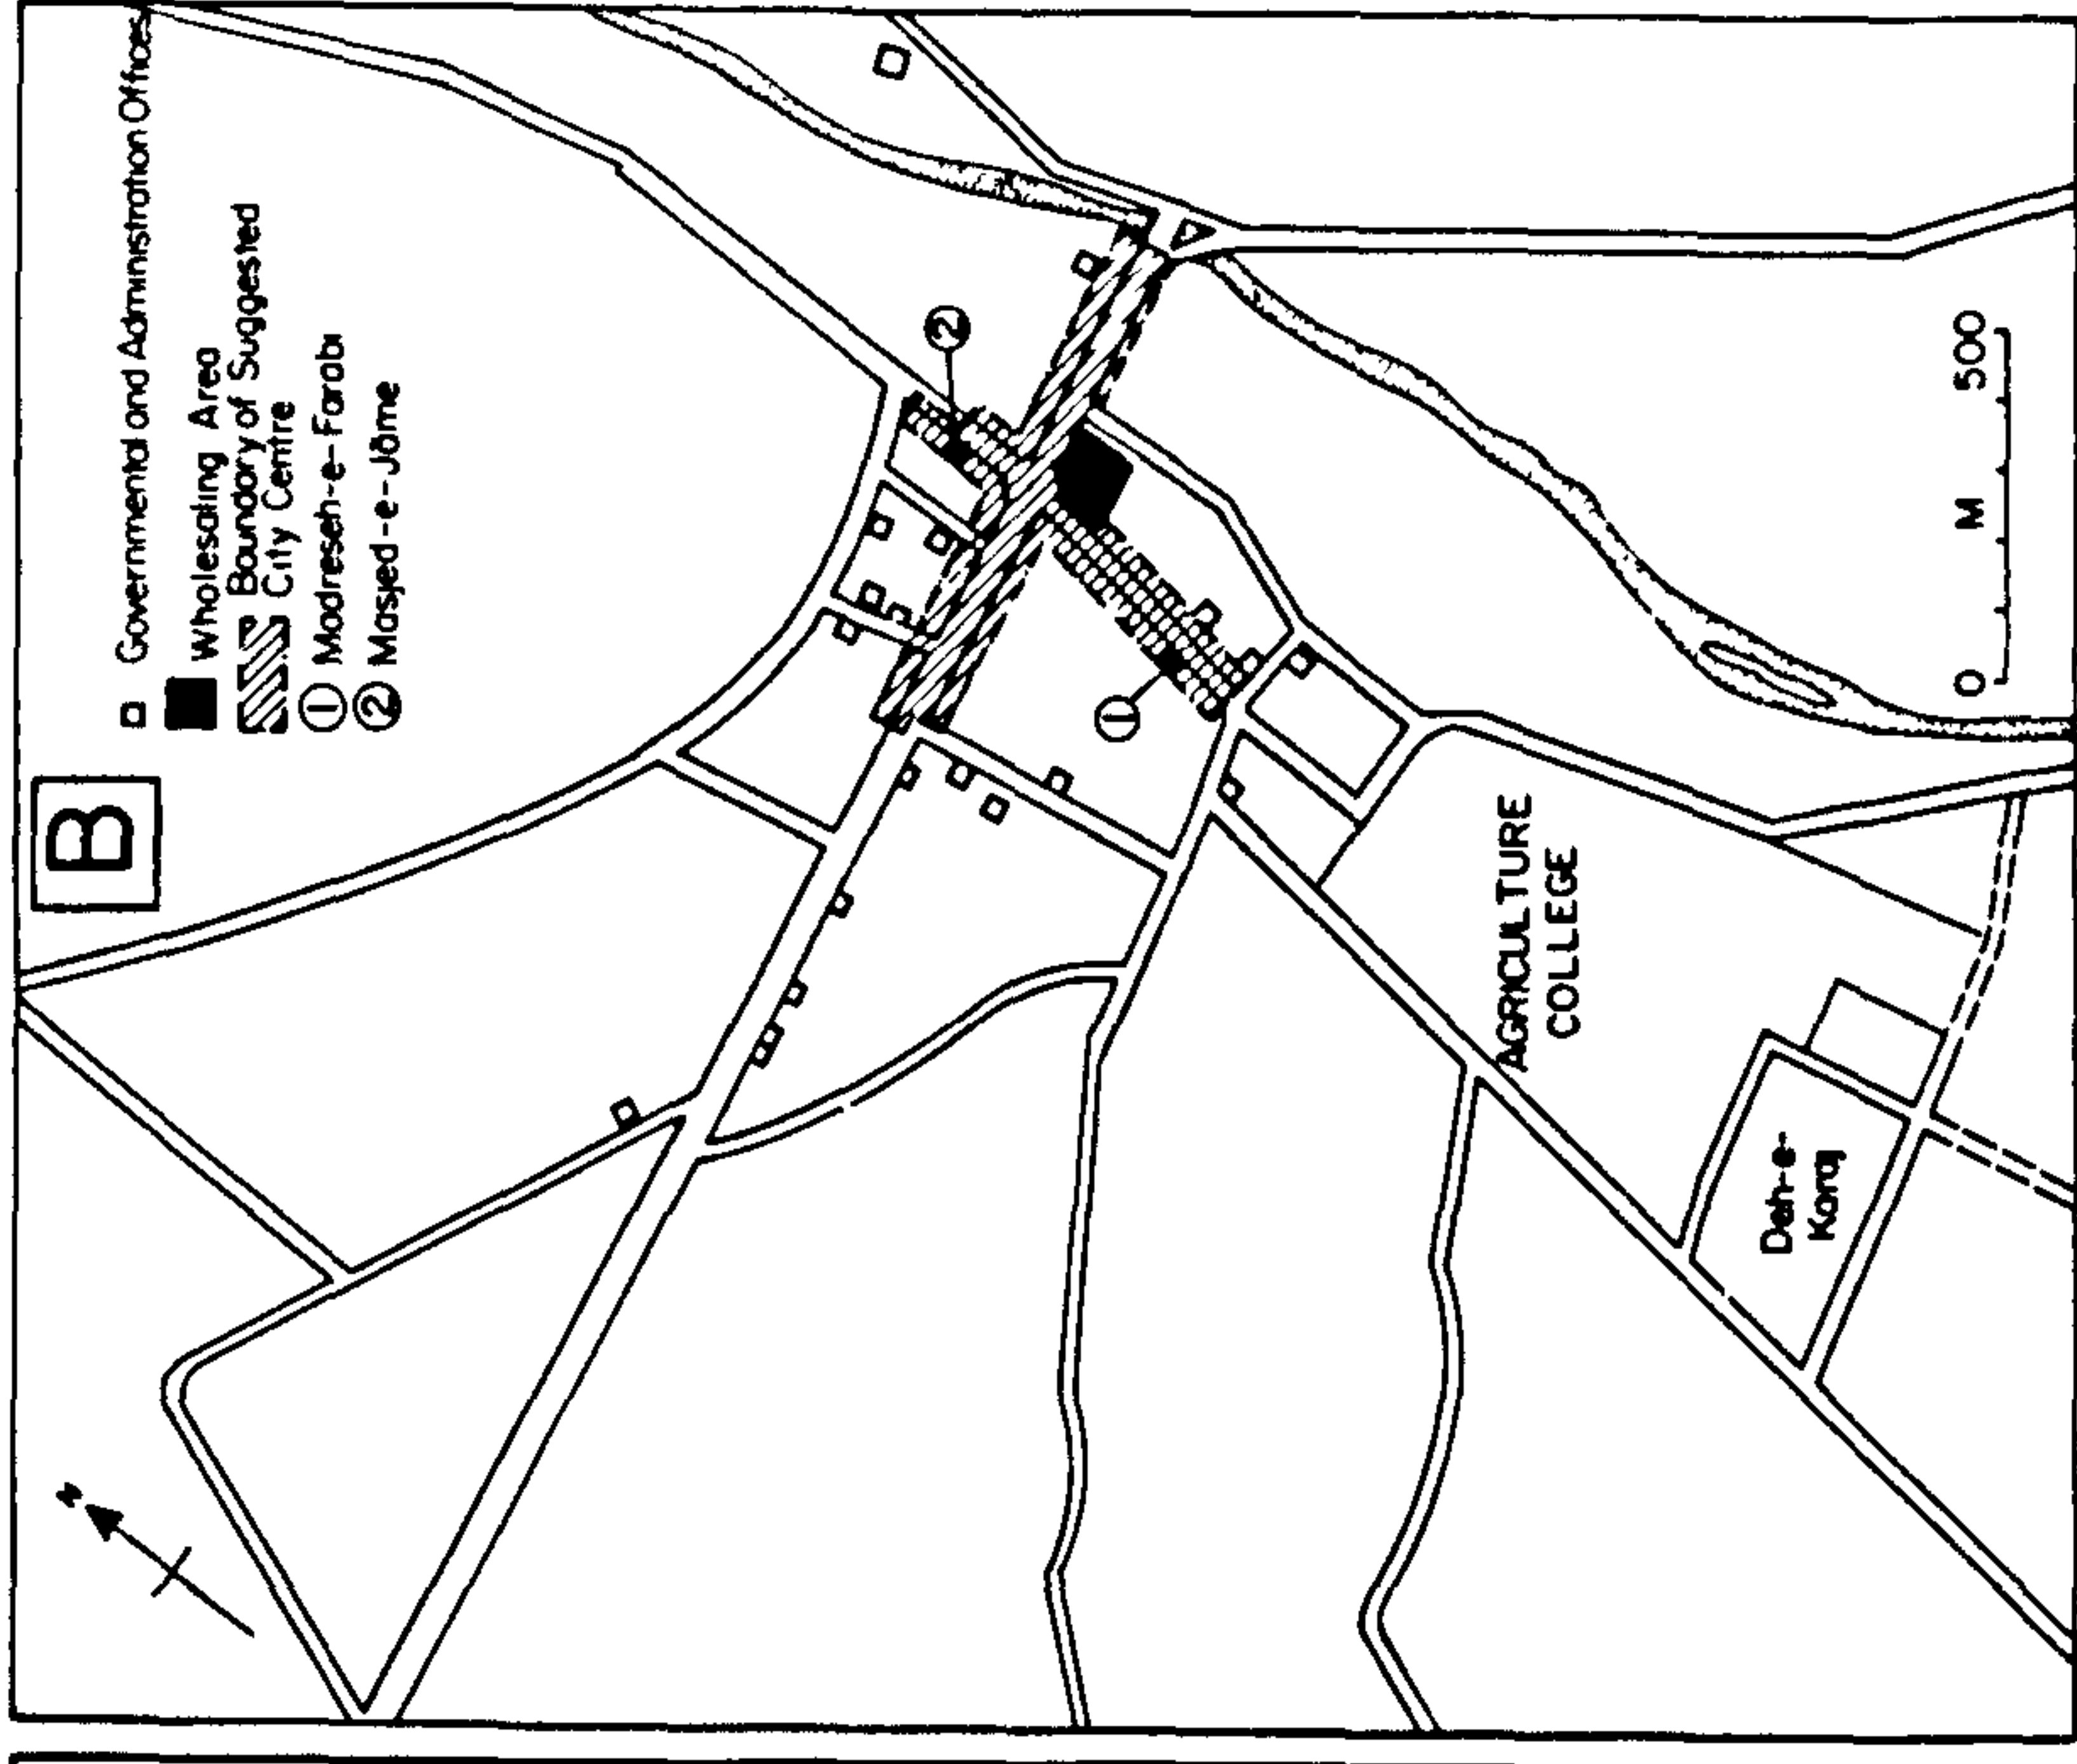 B
Governmental and Administration Offices
Wholesaling Area
Boundary of Suggested
City Centre
1 Madreseh-e-Farabi
2 Masjed-e-Jâme
2
1
AGRICULTURE
COLLEGE
Deh-e-
Karaj
N
0 M 500